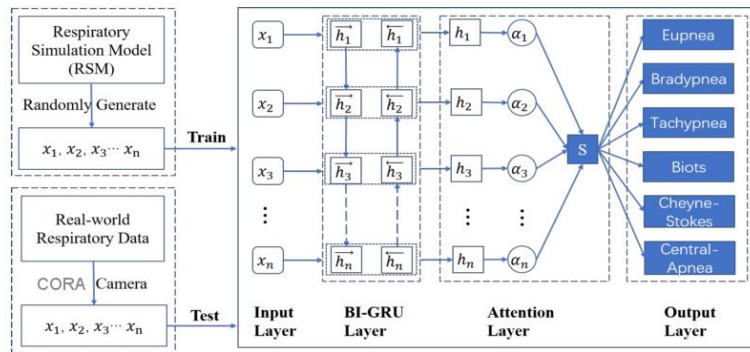 Respiratory
Simulation Model
(RSM)
Randomly Generate
x₁, x₂, x₃⋯ xₙ
Train
Real-world
Respiratory Data
CORA Camera
x₁, x₂, x₃⋯ xₙ
Test
x₁
x₂
x₃
⋮
xₙ
Input
Layer
h₁→ h₁←
h₂→ h₂←
h₃→ h₃←
hₙ→ hₙ←
BI-GRU
Layer
h₁ α₁
h₂ α₂
h₃ α₃
⋮ ⋮
hₙ αₙ
S
Attention
Layer
Eupnea
Bradypnea
Tachypnea
Biots
Cheyne-
Stokes
Central-
Apnea
Output
Layer